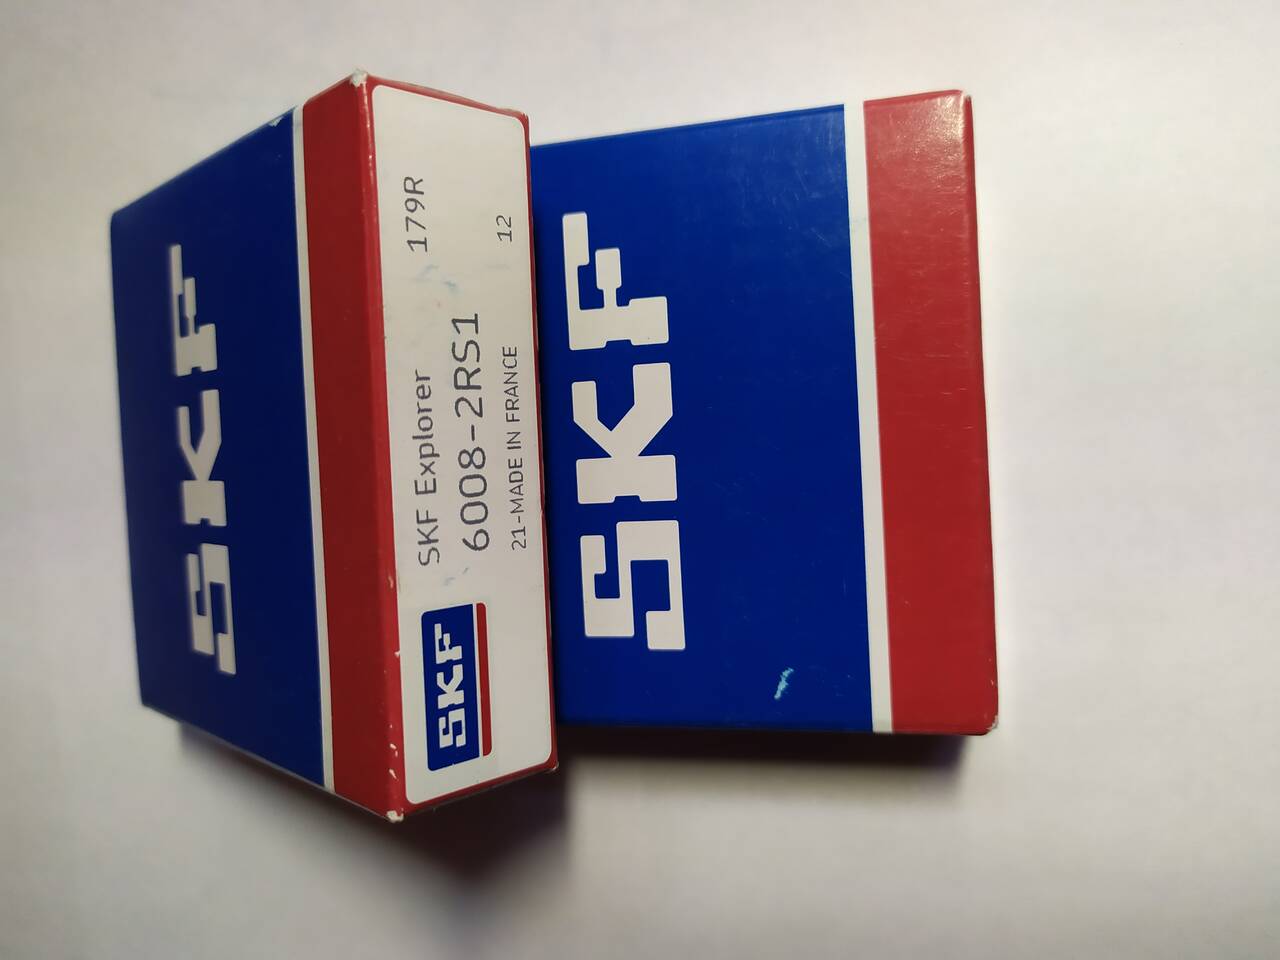 SKF
SKF
SKF Explorer 179R
6008-2RS1
21-MADE IN FRANCE 12
SKF